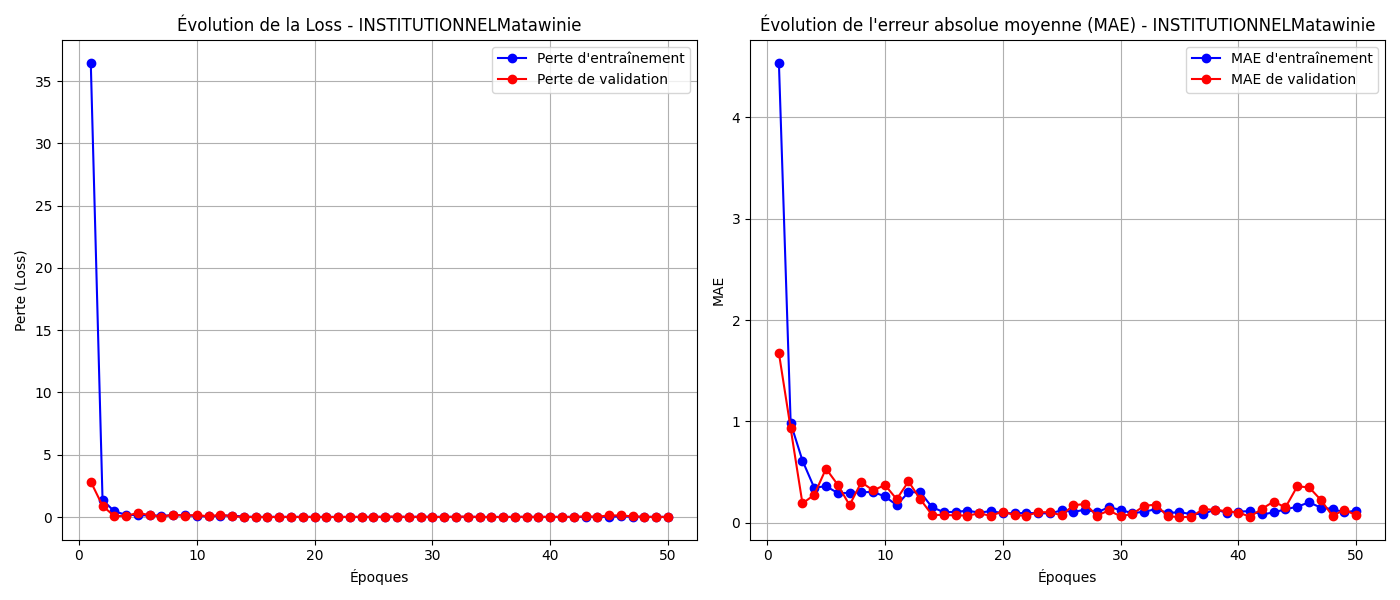 Évolution de la Loss - INSTITUTIONNELMatawinie
Perte d'entraînement
Perte de validation
35
30
25
20
15
10
5
0
Perte (Loss)
0 10 20 30 40 50
Époques
Évolution de l'erreur absolue moyenne (MAE) - INSTITUTIONNELMatawinie
MAE d'entraînement
MAE de validation
4
3
2
1
0
MAE
0 10 20 30 40 50
Époques